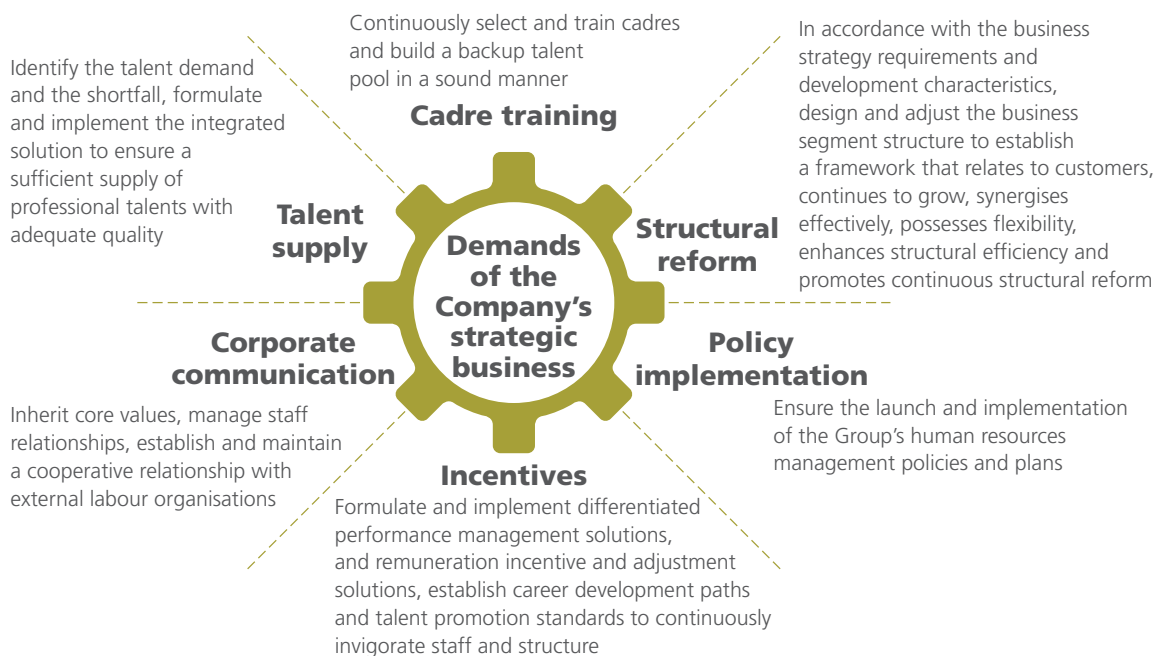 Continuously select and train cadres
and build a backup talent
pool in a sound manner
Cadre training
Identify the talent demand
and the shortfall, formulate
and implement the integrated
solution to ensure a
sufficient supply of
professional talents with
adequate quality
Talent
supply
In accordance with the business
strategy requirements and
development characteristics,
design and adjust the business
segment structure to establish
a framework that relates to customers,
continues to grow, synergises
effectively, possesses flexibility,
enhances structural efficiency and
promotes continuous structural reform
Structural
reform
Demands
of the
Company’s
strategic
business
Corporate
communication
Inherit core values, manage staff
relationships, establish and maintain
a cooperative relationship with
external labour organisations
Policy
implementation
Ensure the launch and implementation
of the Group’s human resources
management policies and plans
Incentives
Formulate and implement differentiated
performance management solutions,
and remuneration incentive and adjustment
solutions, establish career development paths
and talent promotion standards to continuously
invigorate staff and structure